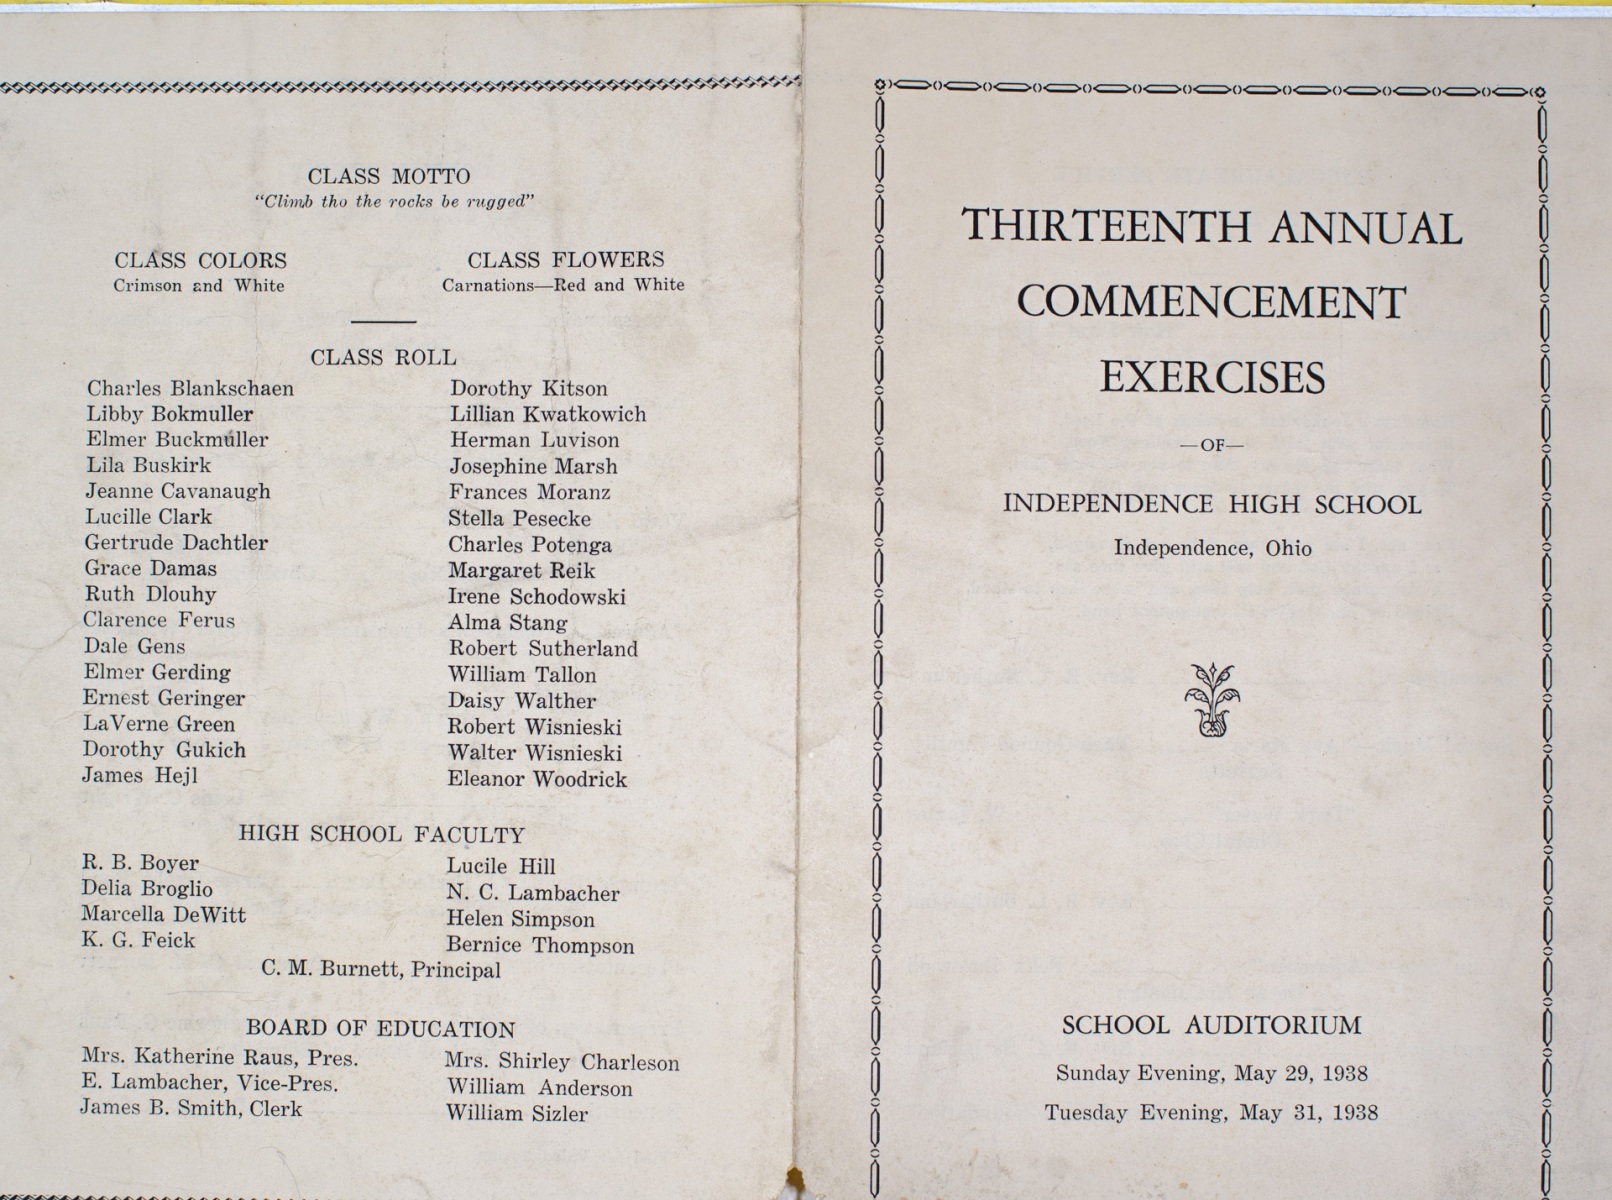 CLASS MOTTO
"Climb tho the rocks be rugged"
CLASS COLORS
Crimson and White
CLASS FLOWERS
Carnations—Red and White
CLASS ROLL
Charles Blankschaen
Libby Bokmuller
Elmer Buckmuller
Lila Buskirk
Jeanne Cavanaugh
Lucille Clark
Gertrude Dachtler
Grace Damas
Ruth Dlouhy
Clarence Ferus
Dale Gens
Elmer Gerding
Ernest Geringer
LaVerne Green
Dorothy Gukich
James Hejl
Dorothy Kitson
Lillian Kwatkowich
Herman Luvison
Josephine Marsh
Frances Moranz
Stella Pesecke
Charles Potenga
Margaret Reik
Irene Schodowski
Alma Stang
Robert Sutherland
William Tallon
Daisy Walther
Robert Wisnieski
Walter Wisnieski
Eleanor Woodrick
HIGH SCHOOL FACULTY
R. B. Boyer
Delia Broglio
Marcella DeWitt
K. G. Feick
Lucile Hill
N. C. Lambacher
Helen Simpson
Bernice Thompson
C. M. Burnett, Principal
BOARD OF EDUCATION
Mrs. Katherine Raus, Pres.
E. Lambacher, Vice-Pres.
James B. Smith, Clerk
Mrs. Shirley Charleson
William Anderson
William Sizler
THIRTEENTH ANNUAL
COMMENCEMENT
EXERCISES
—OF—
INDEPENDENCE HIGH SCHOOL
Independence, Ohio
SCHOOL AUDITORIUM
Sunday Evening, May 29, 1938
Tuesday Evening, May 31, 1938